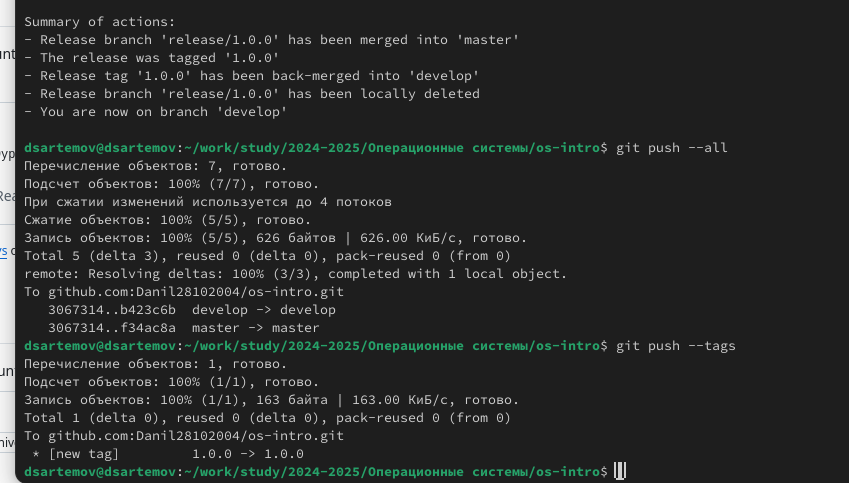 Summary of actions:
- Release branch 'release/1.0.0' has been merged into 'master'
- The release was tagged '1.0.0'
- Release tag '1.0.0' has been back-merged into 'develop'
- Release branch 'release/1.0.0' has been locally deleted
- You are now on branch 'develop'
dsartemov@dsartemov:~/work/study/2024-2025/Операционные системы/os-intro$ git push --all
Перечисление объектов: 7, готово.
Подсчет объектов: 100% (7/7), готово.
При сжатии изменений используется до 4 потоков
Сжатие объектов: 100% (5/5), готово.
Запись объектов: 100% (5/5), 626 байтов | 626.00 КиБ/с, готово.
Total 5 (delta 3), reused 0 (delta 0), pack-reused 0 (from 0)
remote: Resolving deltas: 100% (3/3), completed with 1 local object.
To github.com:Danil28102004/os-intro.git
   3067314..b423c6b  develop -> develop
   3067314..f34ac8a  master -> master
dsartemov@dsartemov:~/work/study/2024-2025/Операционные системы/os-intro$ git push --tags
Перечисление объектов: 1, готово.
Подсчет объектов: 100% (1/1), готово.
Запись объектов: 100% (1/1), 163 байта | 163.00 КиБ/с, готово.
Total 1 (delta 0), reused 0 (delta 0), pack-reused 0 (from 0)
To github.com:Danil28102004/os-intro.git
 * [new tag]         1.0.0 -> 1.0.0
dsartemov@dsartemov:~/work/study/2024-2025/Операционные системы/os-intro$